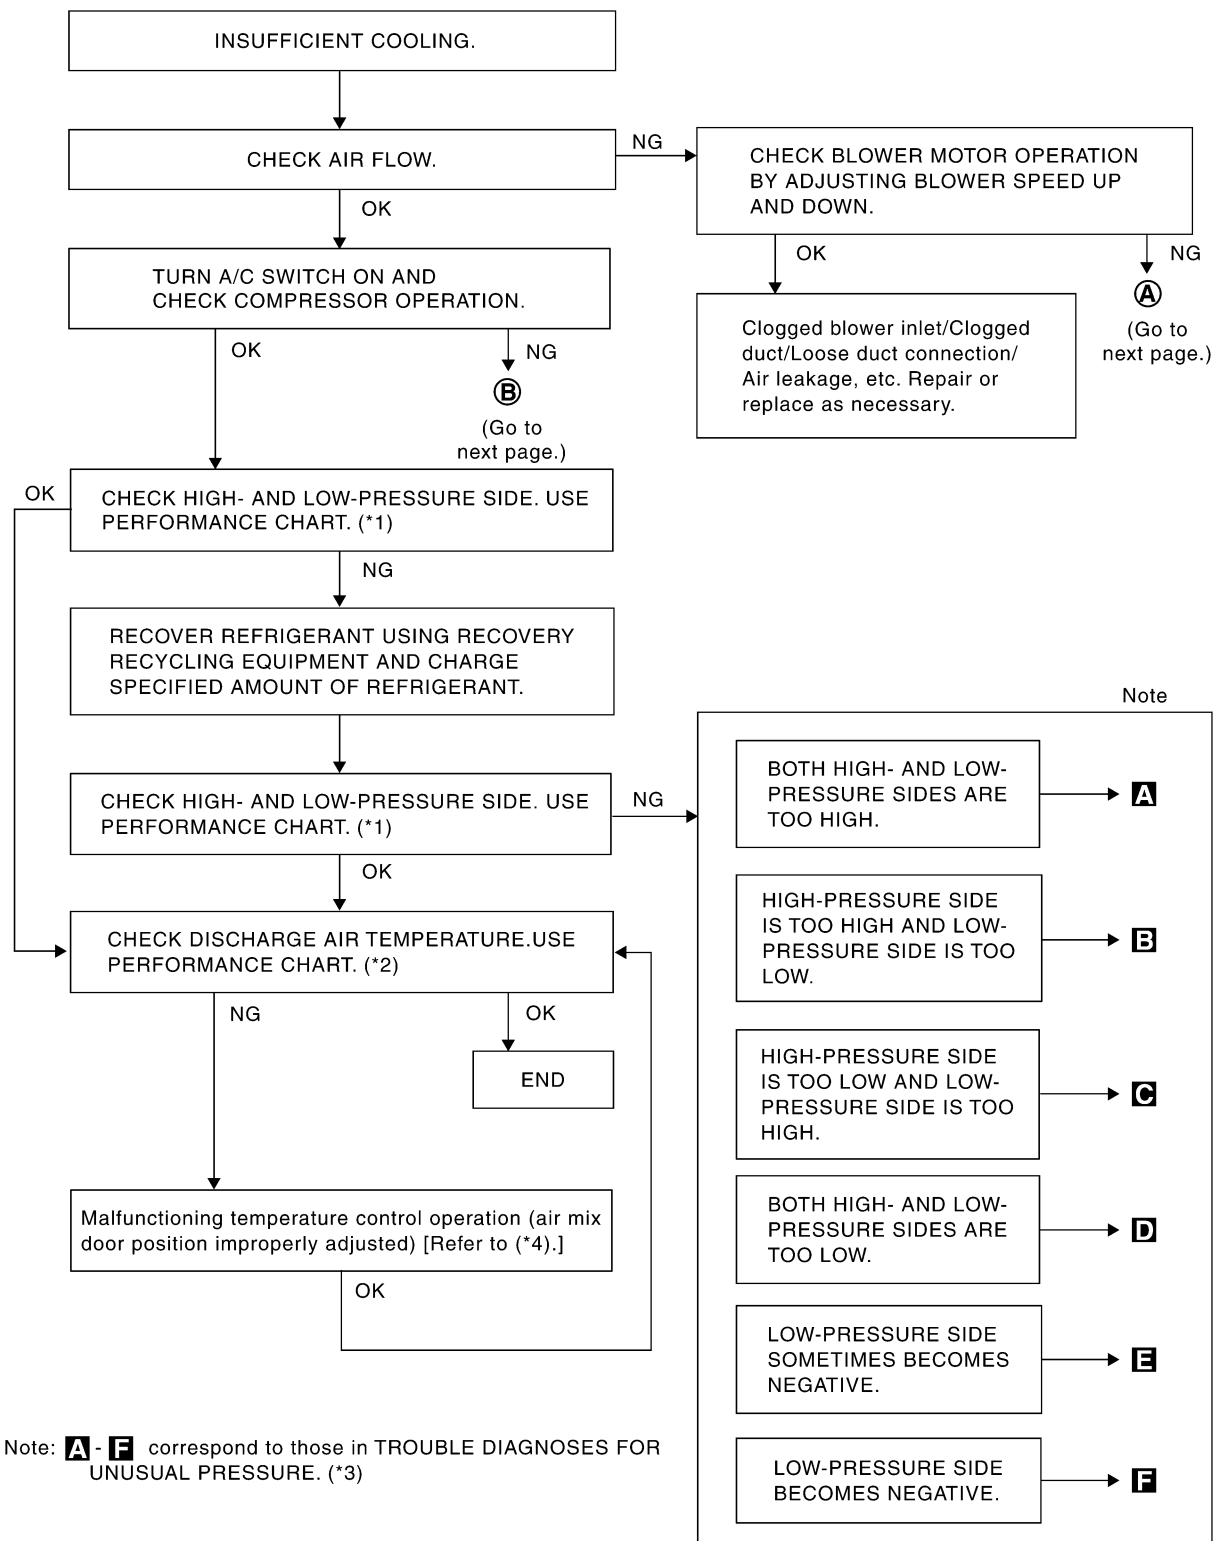 INSUFFICIENT COOLING.
CHECK AIR FLOW.
NG
CHECK BLOWER MOTOR OPERATION
BY ADJUSTING BLOWER SPEED UP
AND DOWN.
OK
OK
NG
TURN A/C SWITCH ON AND
CHECK COMPRESSOR OPERATION.
A
(Go to
next page.)
Clogged blower inlet/Clogged
duct/Loose duct connection/
Air leakage, etc. Repair or
replace as necessary.
OK
NG
B
(Go to
next page.)
OK
CHECK HIGH- AND LOW-PRESSURE SIDE. USE
PERFORMANCE CHART. (*1)
NG
RECOVER REFRIGERANT USING RECOVERY
RECYCLING EQUIPMENT AND CHARGE
SPECIFIED AMOUNT OF REFRIGERANT.
CHECK HIGH- AND LOW-PRESSURE SIDE. USE
PERFORMANCE CHART. (*1)
NG
OK
CHECK DISCHARGE AIR TEMPERATURE.USE
PERFORMANCE CHART. (*2)
NG
OK
END
Malfunctioning temperature control operation (air mix
door position improperly adjusted) [Refer to (*4).]
OK
Note
BOTH HIGH- AND LOW-
PRESSURE SIDES ARE
TOO HIGH.
A
HIGH-PRESSURE SIDE
IS TOO HIGH AND LOW-
PRESSURE SIDE IS TOO
LOW.
B
HIGH-PRESSURE SIDE
IS TOO LOW AND LOW-
PRESSURE SIDE IS TOO
HIGH.
C
BOTH HIGH- AND LOW-
PRESSURE SIDES ARE
TOO LOW.
D
LOW-PRESSURE SIDE
SOMETIMES BECOMES
NEGATIVE.
E
LOW-PRESSURE SIDE
BECOMES NEGATIVE.
F
Note: A - F correspond to those in TROUBLE DIAGNOSES FOR
UNUSUAL PRESSURE. (*3)